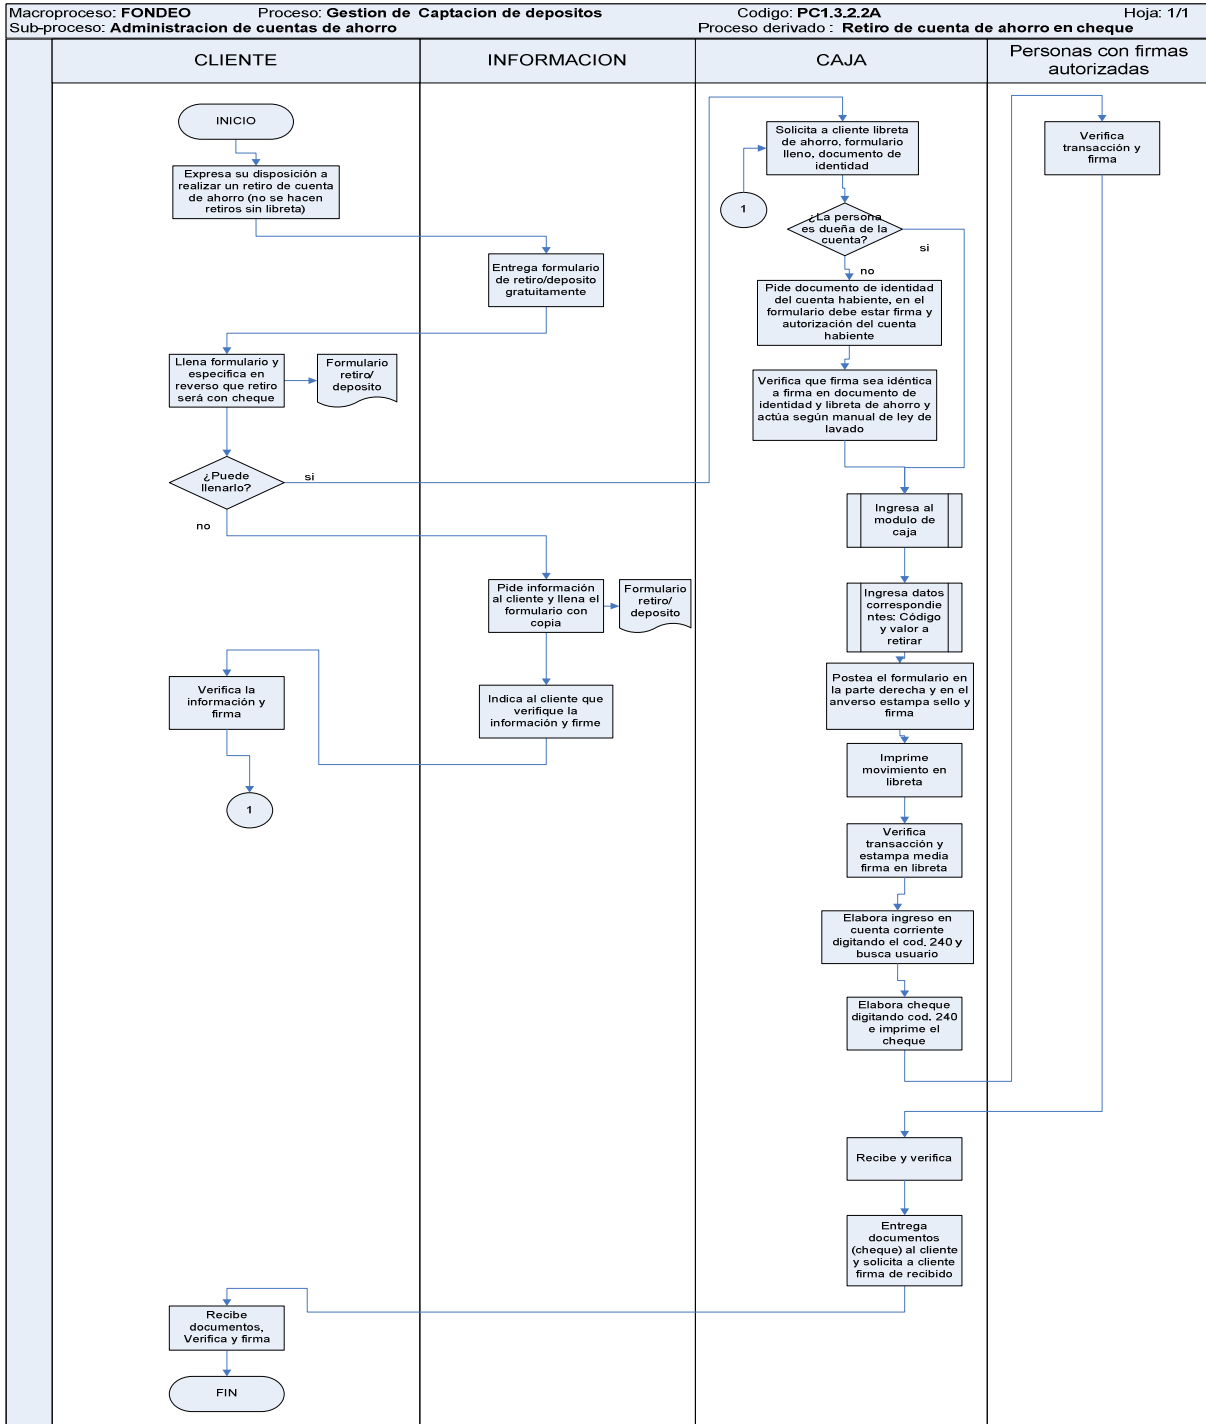 Macroproceso: FONDEO Proceso: Gestion de Captacion de depositos Codigo: PC1.3.2.2A Hoja: 1/1
Sub-proceso: Administracion de cuentas de ahorro Proceso derivado : Retiro de cuenta de ahorro en cheque
CLIENTE
INFORMACION
CAJA
Personas con firmas
autorizadas
INICIO
Expresa su disposición a
realizar un retiro de cuenta
de ahorro (no se hacen
retiros sin libreta)
Entrega formulario
de retiro/deposito
gratuitamente
Llena formulario y
especifica en
reverso que retiro
será con cheque
Formulario
retiro/
deposito
¿Puede
llenarlo?
si
no
Pide información
al cliente y llena el
formulario con
copia
Formulario
retiro/
deposito
Indica al cliente que
verifique la
información y firme
Verifica la
información y
firma
1
Solicita a cliente libreta
de ahorro, formulario
lleno, documento de
identidad
1
¿La persona
es dueña de la
cuenta?
si
no
Pide documento de identidad
del cuenta habiente, en el
formulario debe estar firma y
autorización del cuenta
habiente
Verifica que firma sea idéntica
a firma en documento de
identidad y libreta de ahorro y
actúa según manual de ley de
lavado
Ingresa al
modulo de
caja
Ingresa datos
correspondie
ntes: Código
y valor a
retirar
Postea el formulario en
la parte derecha y en el
anverso estampa sello y
firma
Imprime
movimiento en
libreta
Verifica
transacción y
estampa media
firma en libreta
Elabora ingreso en
cuenta corriente
digitando el cod. 240 y
busca usuario
Elabora cheque
digitando cod. 240
e imprime el
cheque
Verifica
transacción y
firma
Recibe y verifica
Entrega
documentos
(cheque) al cliente
y solicita a cliente
firma de recibido
Recibe
documentos,
Verifica y firma
FIN